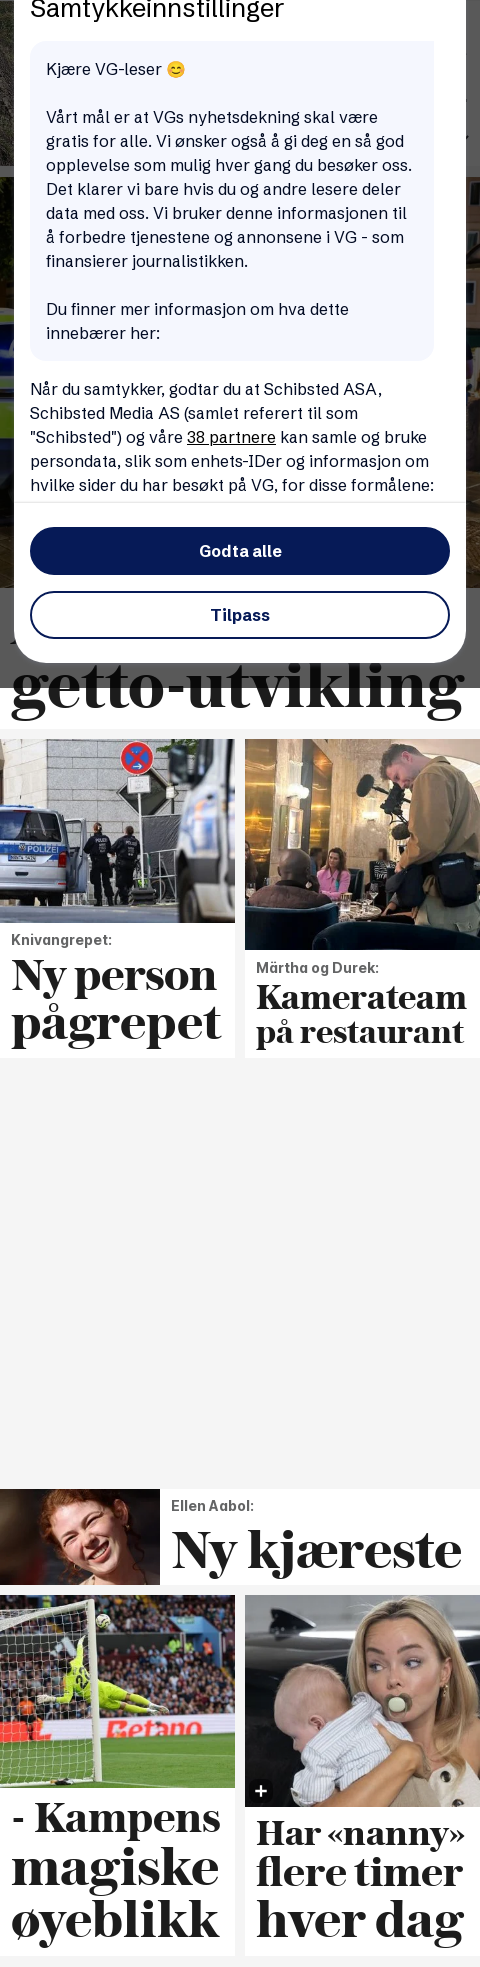 Samtykkeinnstillinger
Kjære VG-leser 😊
Vårt mål er at VGs nyhetsdekning skal være
gratis for alle. Vi ønsker også å gi deg en så god
opplevelse som mulig hver gang du besøker oss.
Det klarer vi bare hvis du og andre lesere deler
data med oss. Vi bruker denne informasjonen til
å forbedre tjenestene og annonsene i VG - som
finansierer journalistikken.
Du finner mer informasjon om hva dette
innebærer her:
Når du samtykker, godtar du at Schibsted ASA,
Schibsted Media AS (samlet referert til som
"Schibsted") og våre 38 partnere kan samle og bruke
persondata, slik som enhets-IDer og informasjon om
hvilke sider du har besøkt på VG, for disse formålene:
Godta alle
Tilpass
getto-utvikling
POLIZEI
Knivangrepet:
Ny person
pågrepet
Märtha og Durek:
Kamerateam
på restaurant
Ellen Aabol:
Ny kjæreste
Betano
- Kampens
magiske
øyeblikk
Har «nanny»
flere timer
hver dag